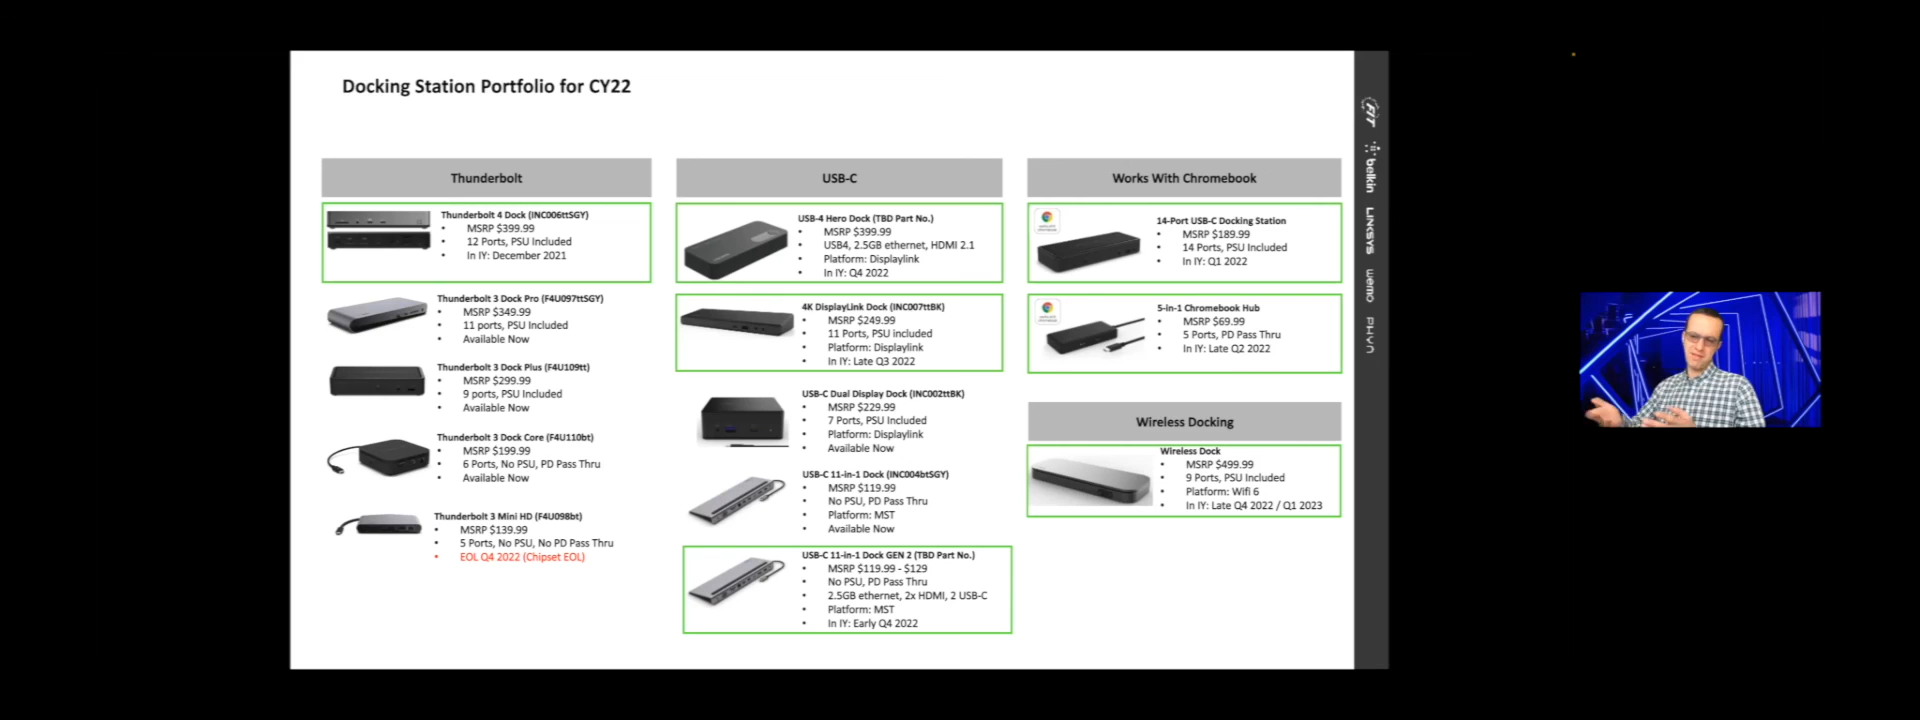 Docking Station Portfolio for CY22
Thunderbolt
Thunderbolt 4 Dock (INC006ttSGY)
• MSRP $399.99
• 12 Ports, PSU Included
• In IY: December 2021
Thunderbolt 3 Dock Pro (F4U097ttSGY)
• MSRP $349.99
• 11 ports, PSU Included
• Available Now
Thunderbolt 3 Dock Plus (F4U109tt)
• MSRP $299.99
• 9 ports, PSU Included
• Available Now
Thunderbolt 3 Dock Core (F4U110bt)
• MSRP $199.99
• 6 Ports, No PSU, PD Pass Thru
• Available Now
Thunderbolt 3 Mini HD (F4U098bt)
• MSRP $139.99
• 5 Ports, No PSU, No PD Pass Thru
• EOL Q4 2022 (Chipset EOL)
USB-C
USB-4 Hero Dock (TBD Part No.)
• MSRP $399.99
• USB4, 2.5GB ethernet, HDMI 2.1
• Platform: Displaylink
• In IY: Q4 2022
4K DisplayLink Dock (INC007ttBK)
• MSRP $249.99
• 11 Ports, PSU Included
• Platform: Displaylink
• In IY: Late Q3 2022
USB-C Dual Display Dock (INC002ttBK)
• MSRP $229.99
• 7 Ports, PSU Included
• Platform: Displaylink
• Available Now
USB-C 11-in-1 Dock (INC004btSGY)
• MSRP $119.99
• No PSU, PD Pass Thru
• Platform: MST
• Available Now
USB-C 11-in-1 Dock GEN 2 (TBD Part No.)
• MSRP $119.99 - $129
• No PSU, PD Pass Thru
• 2.5GB ethernet, 2x HDMI, 2 USB-C
• Platform: MST
• In IY: Early Q4 2022
Works With Chromebook
14-Port USB-C Docking Station
• MSRP $189.99
• 14 Ports, PSU Included
• In IY: Q1 2022
5-in-1 Chromebook Hub
• MSRP $69.99
• 5 Ports, PD Pass Thru
• In IY: Late Q2 2022
Wireless Docking
Wireless Dock
• MSRP $499.99
• 9 Ports, PSU Included
• Platform: Wifi 6
• In IY: Late Q4 2022 / Q1 2023
FIT
belkin
LINKSYS
wemo
PHYN